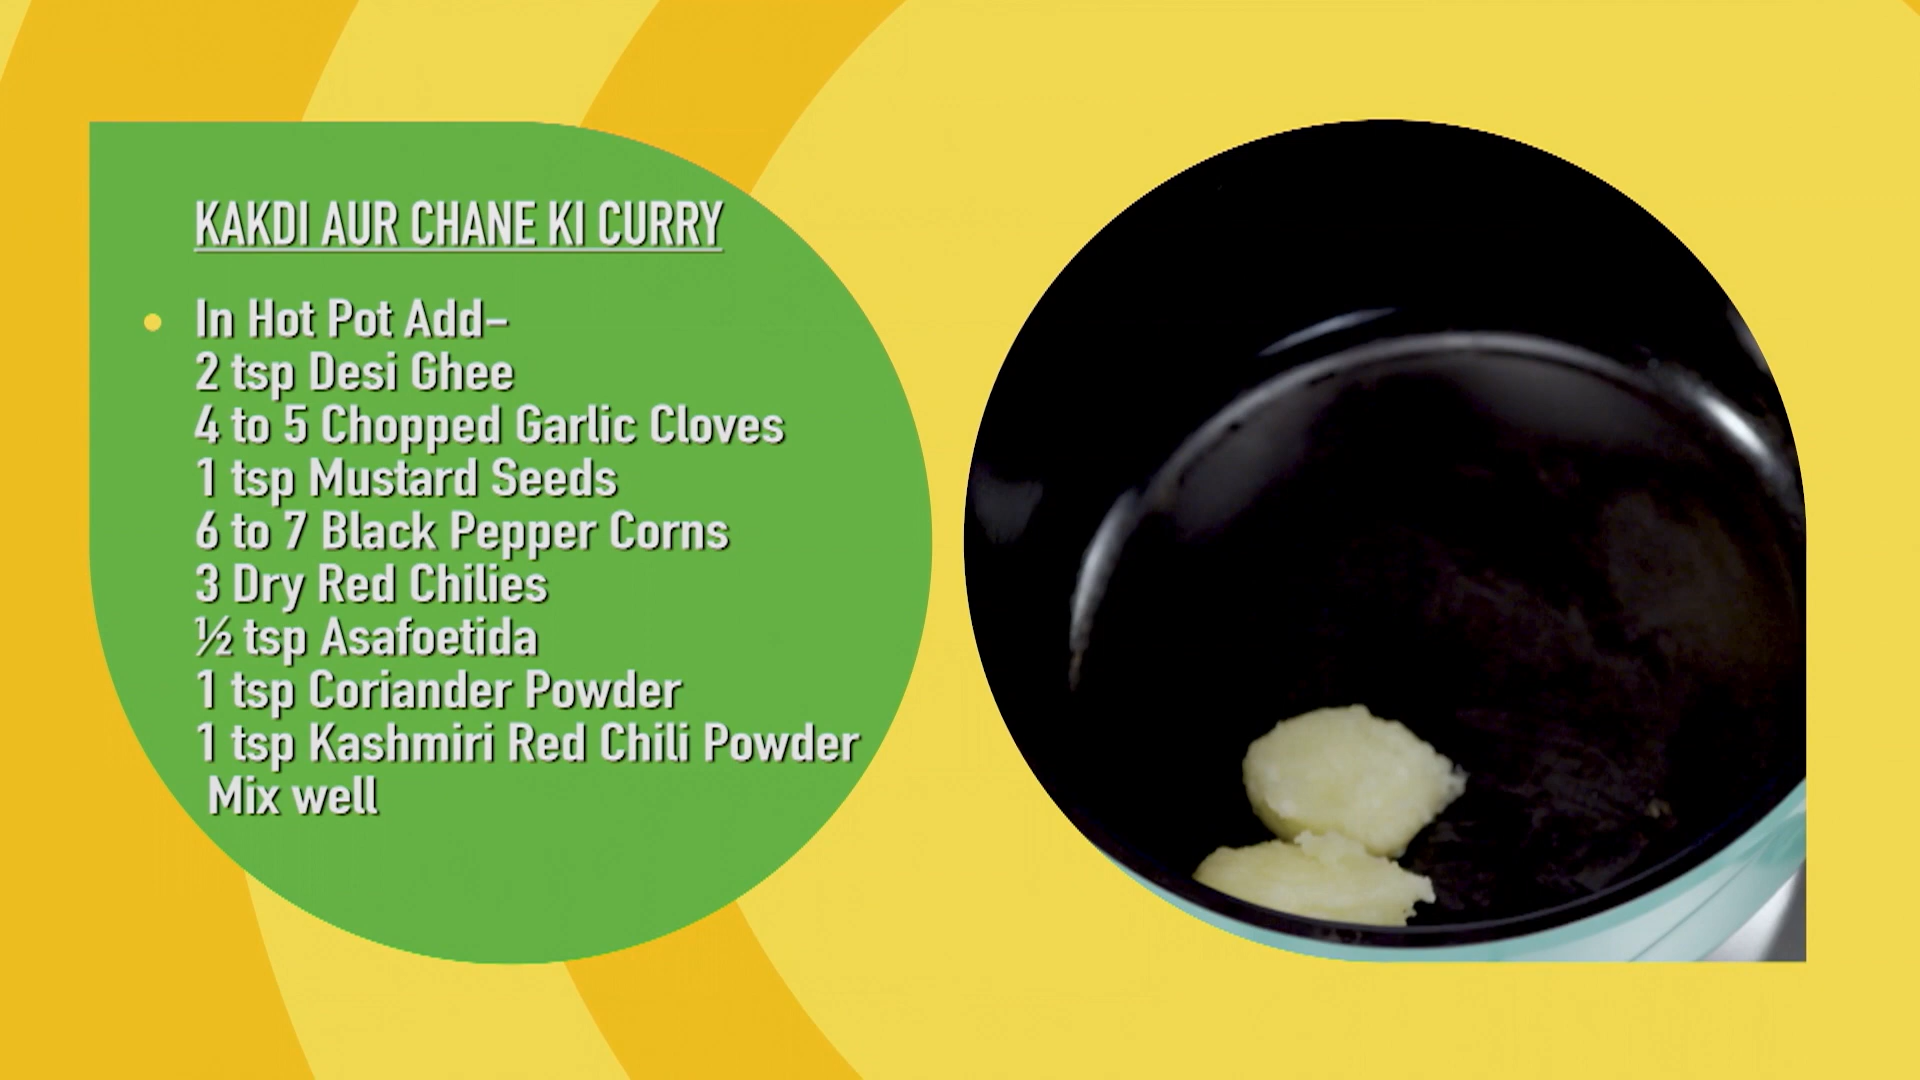 KAKDI AUR CHANE KI CURRY
In Hot Pot Add–
2 tsp Desi Ghee
4 to 5 Chopped Garlic Cloves
1 tsp Mustard Seeds
6 to 7 Black Pepper Corns
3 Dry Red Chilies
½ tsp Asafoetida
1 tsp Coriander Powder
1 tsp Kashmiri Red Chili Powder
Mix well